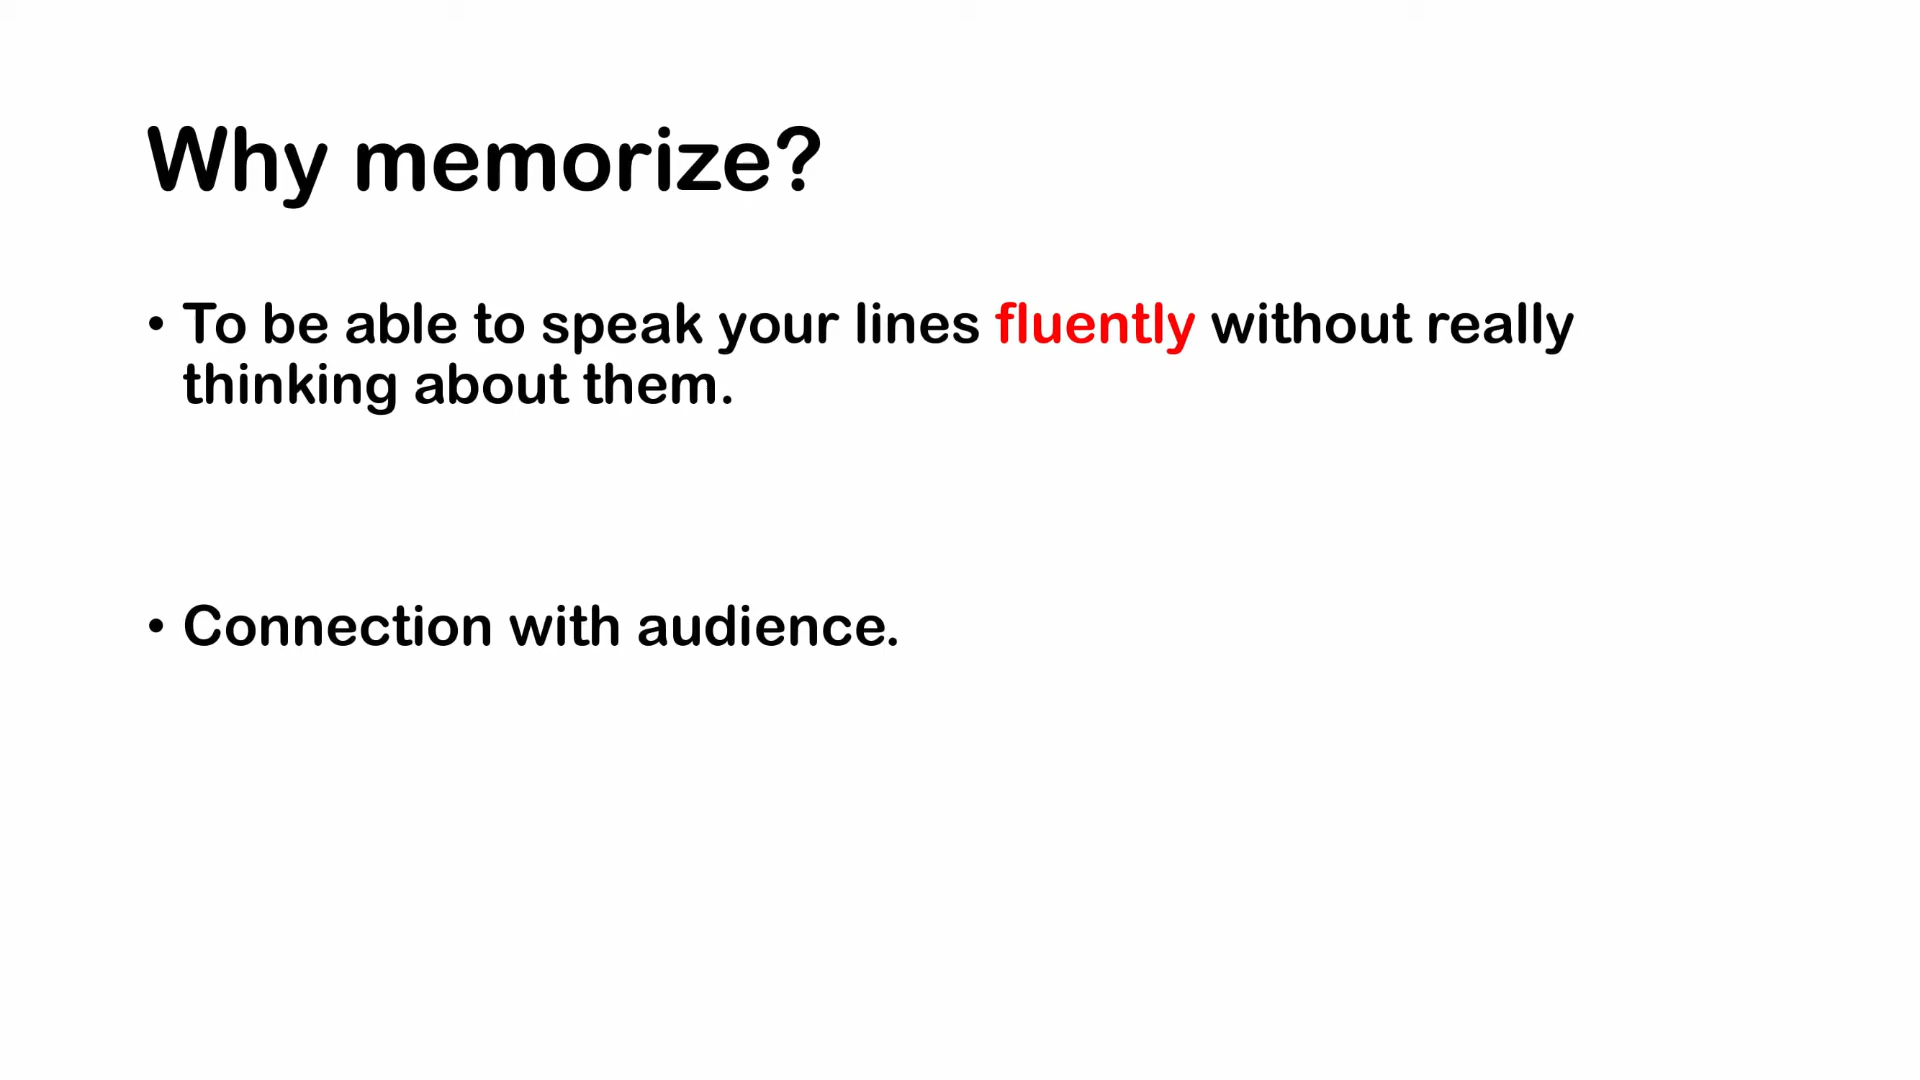 Why memorize?
• To be able to speak your lines fluently without really
thinking about them.
• Connection with audience.